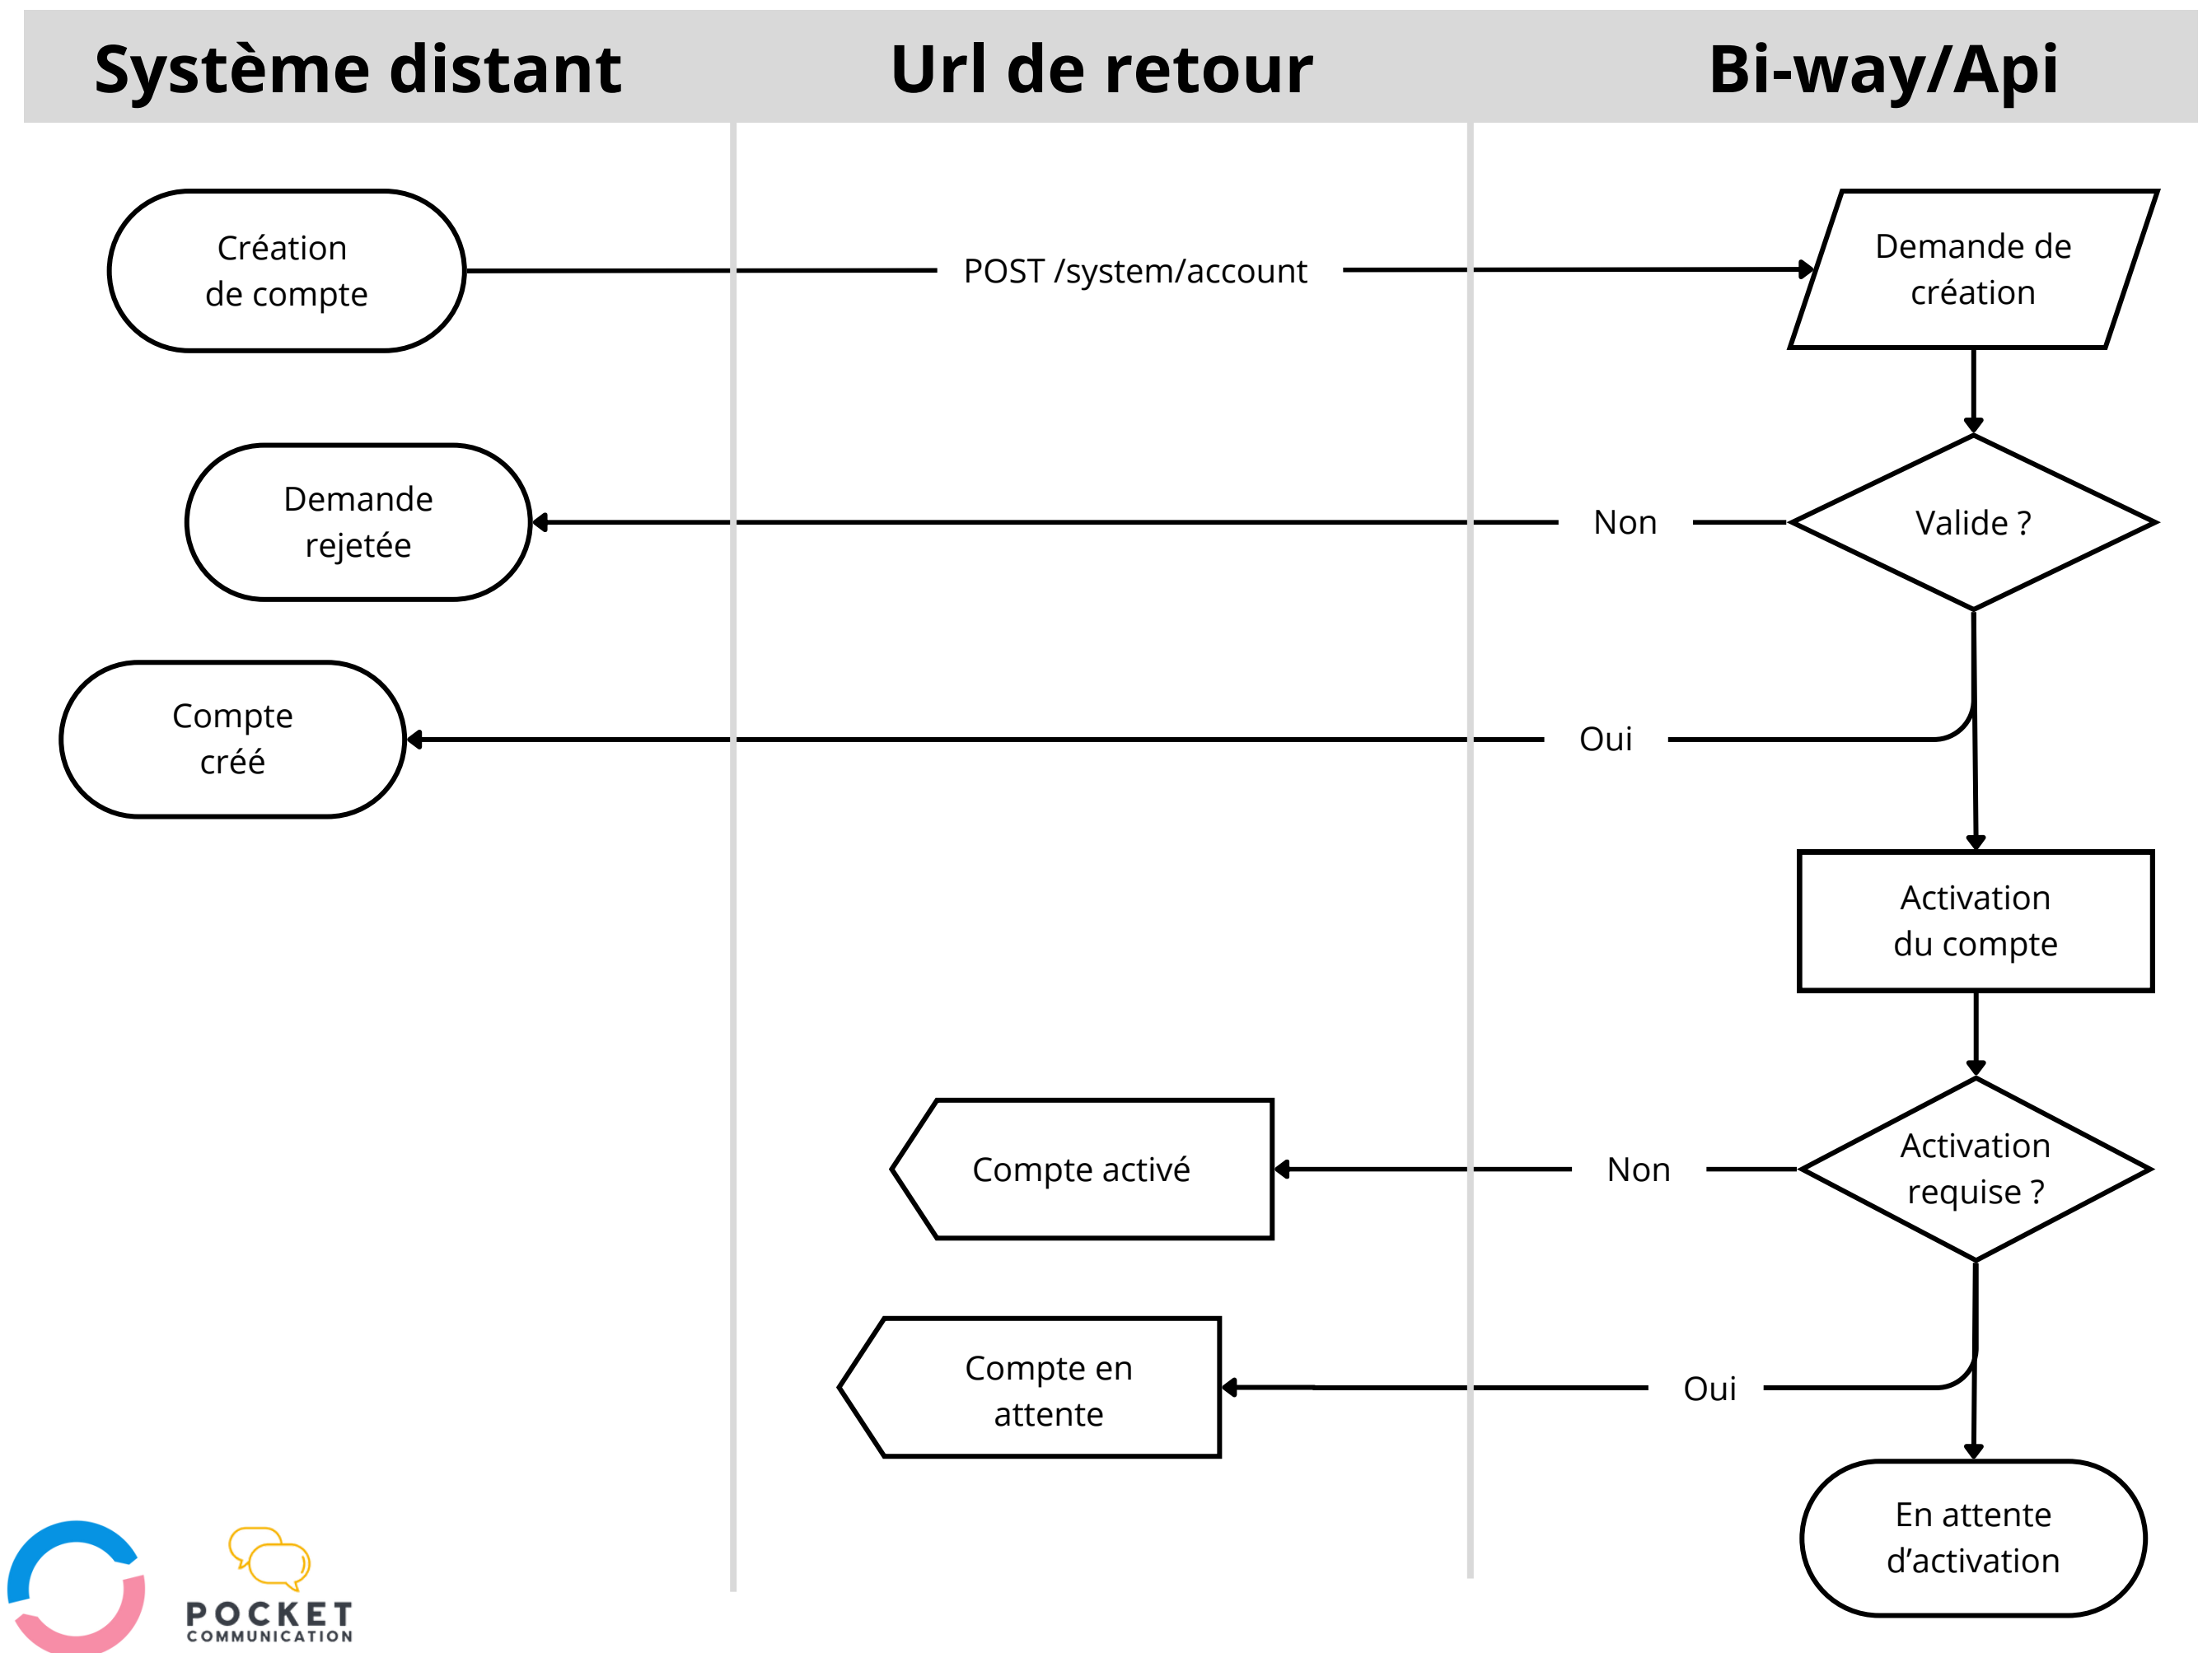 Système distant
Url de retour
Bi-way/Api
Création
de compte
POST /system/account
Demande de
création
Demande
rejetée
Non
Valide ?
Compte
créé
Oui
Activation
du compte
Compte activé
Non
Activation
requise ?
Compte en
attente
Oui
En attente
d’activation
POCKET
COMMUNICATION